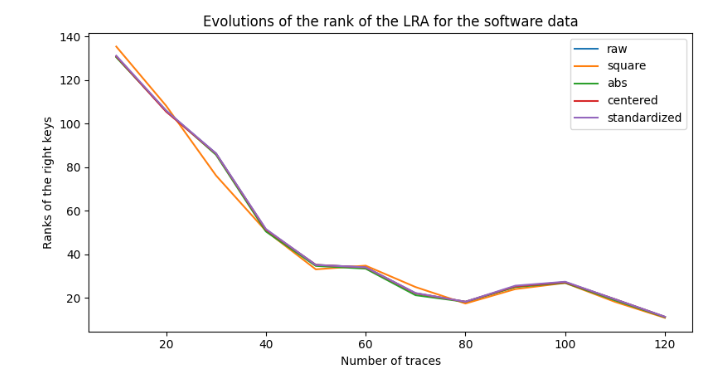 Evolutions of the rank of the LRA for the software data
Ranks of the right keys
140
120
100
80
60
40
20
raw
square
abs
centered
standardized
20
40
60
80
100
120
Number of traces